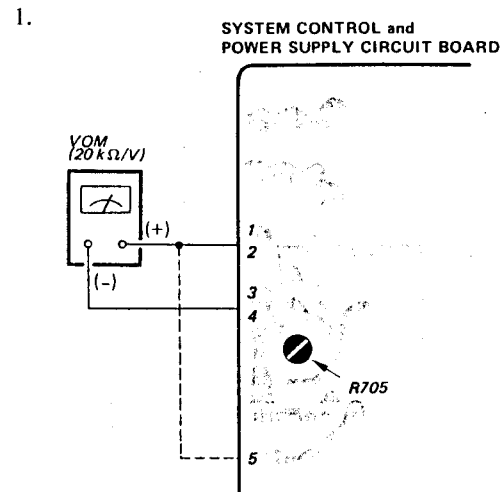 1.
SYSTEM CONTROL and
POWER SUPPLY CIRCUIT BOARD
VOM
(20 kΩ/V)
(+)
(-)
1
2
3
4
R705
5